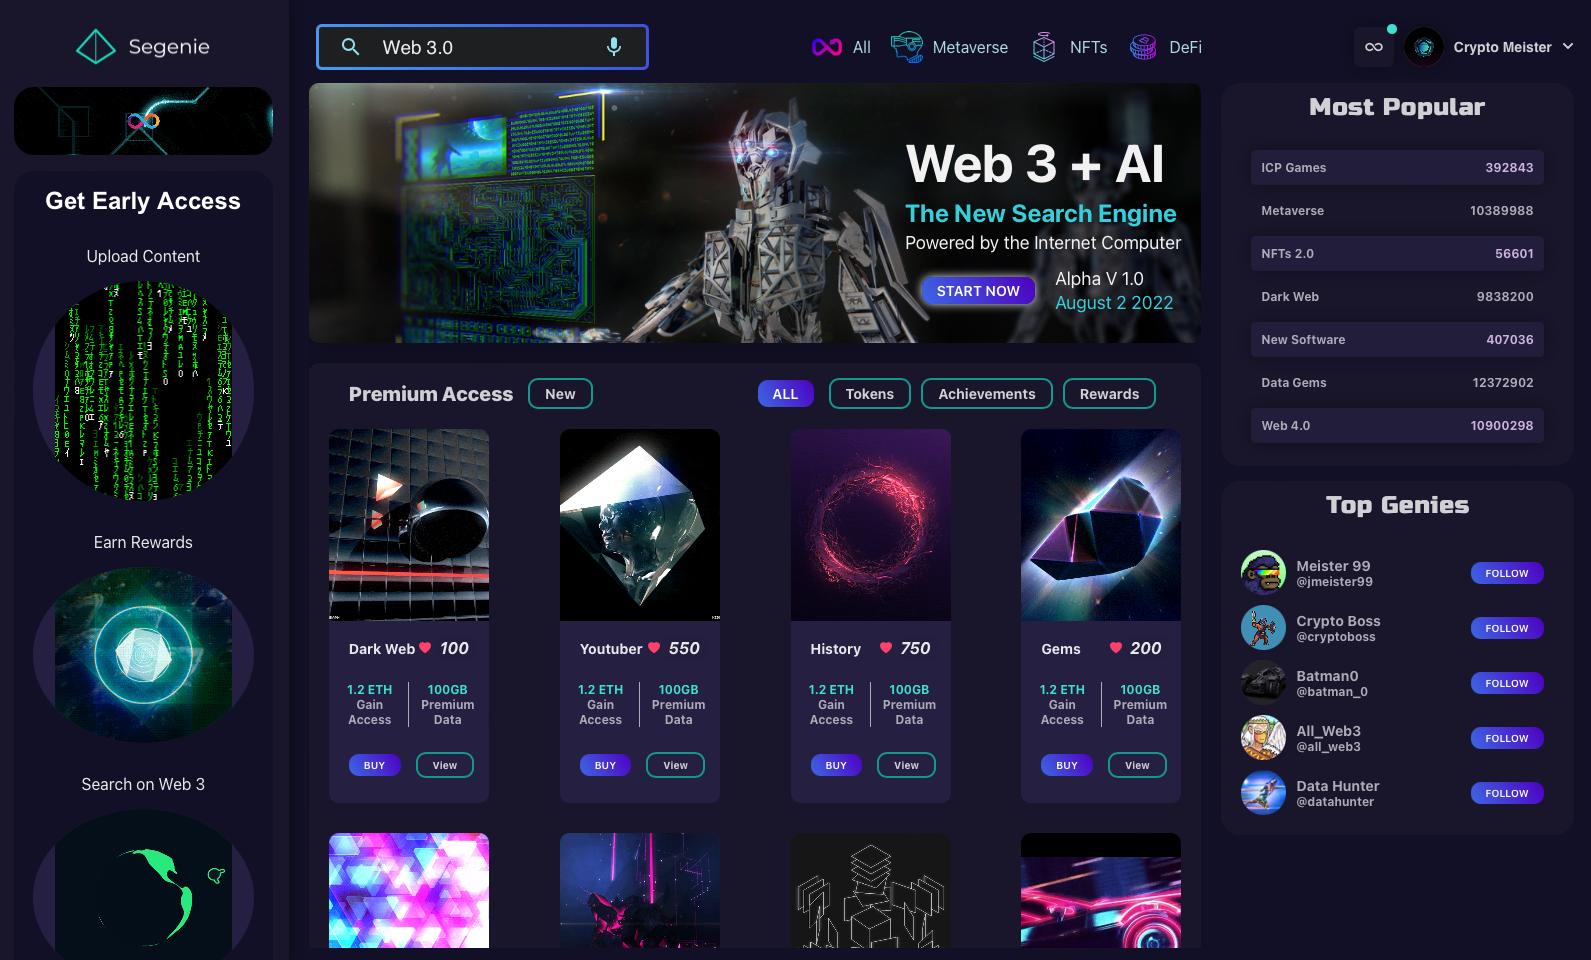 Segenie
Web 3.0
All
Metaverse
NFTs
DeFi
Crypto Meister
Get Early Access
Upload Content
Earn Rewards
Search on Web 3
Web 3 + AI
The New Search Engine
Powered by the Internet Computer
START NOW
Alpha V 1.0
August 2 2022
Premium Access
New
ALL
Tokens
Achievements
Rewards
Dark Web 100
1.2 ETH
Gain
Access
100GB
Premium
Data
BUY
View
Youtuber 550
1.2 ETH
Gain
Access
100GB
Premium
Data
BUY
View
History 750
1.2 ETH
Gain
Access
100GB
Premium
Data
BUY
View
Gems 200
1.2 ETH
Gain
Access
100GB
Premium
Data
BUY
View
Most Popular
ICP Games 392843
Metaverse 10389988
NFTs 2.0 56601
Dark Web 9838200
New Software 407036
Data Gems 12372902
Web 4.0 10900298
Top Genies
Meister 99
@jmeister99
FOLLOW
Crypto Boss
@cryptoboss
FOLLOW
Batman0
@batman_0
FOLLOW
All_Web3
@all_web3
FOLLOW
Data Hunter
@datahunter
FOLLOW